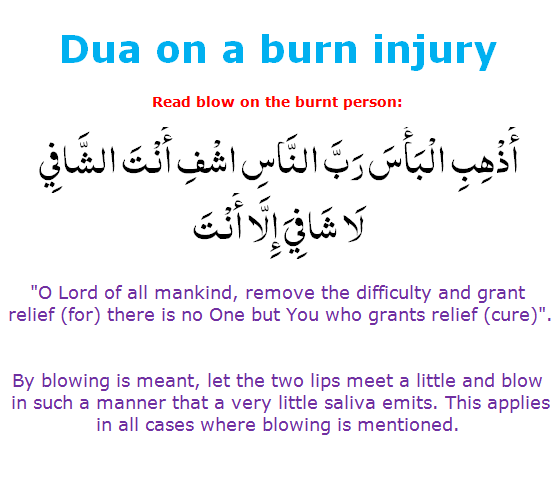 Dua on a burn injury
Read blow on the burnt person:
أَذْهِبِ الْبَأْسَ رَبَّ النَّاسِ اشْفِ أَنْتَ الشَّافِي
لَا شَافِيَ إِلَّا أَنْتَ
"O Lord of all mankind, remove the difficulty and grant
relief (for) there is no One but You who grants relief (cure)".
By blowing is meant, let the two lips meet a little and blow
in such a manner that a very little saliva emits. This applies
in all cases where blowing is mentioned.